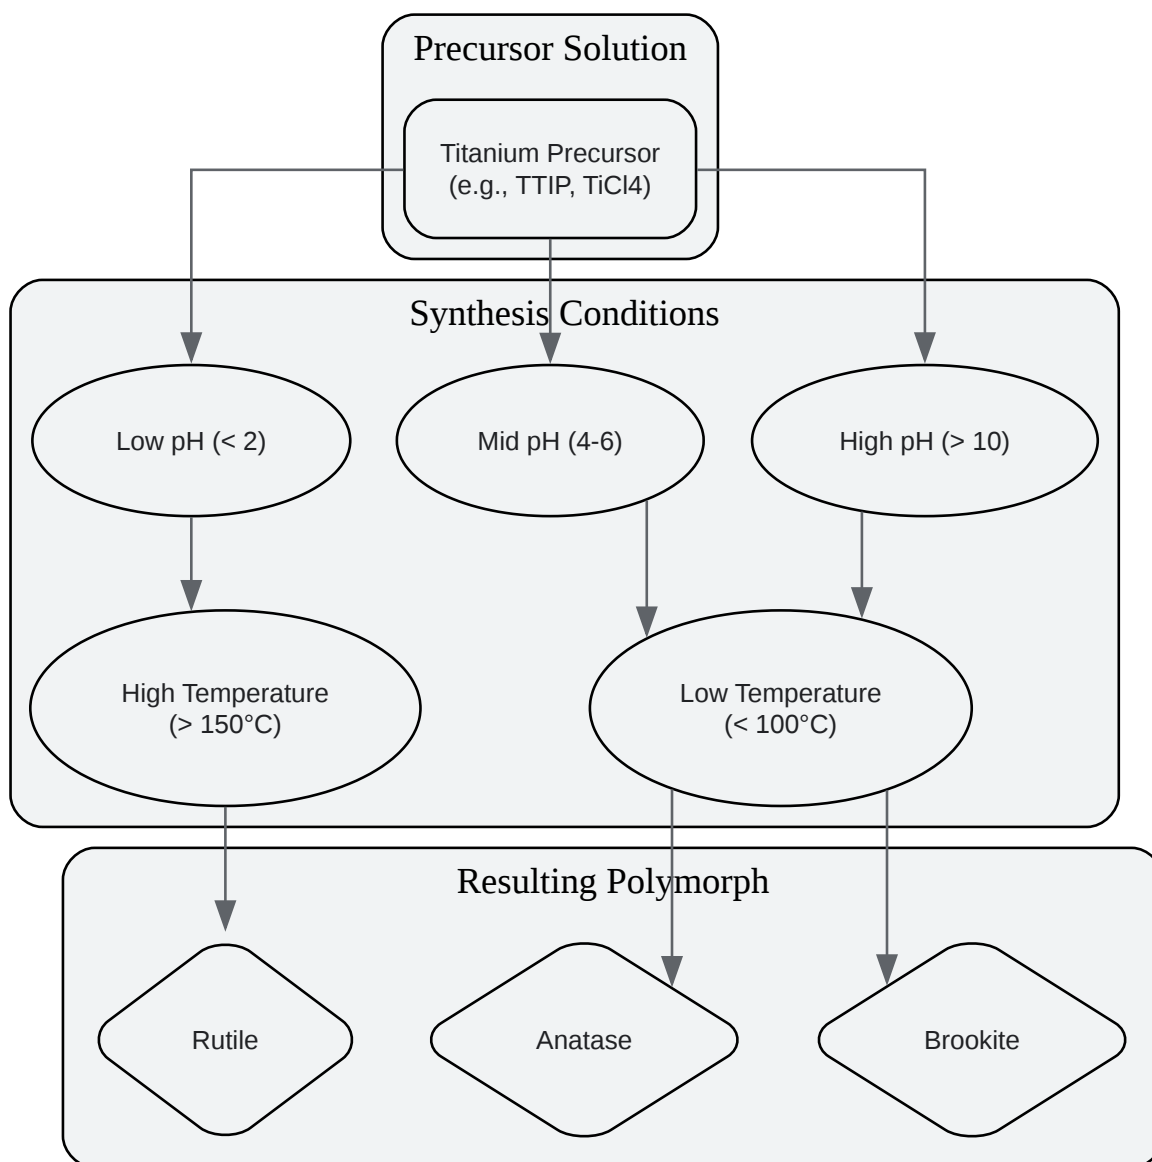 Precursor Solution
Titanium Precursor
(e.g., TTIP, TiCl4)
Synthesis Conditions
Low pH (< 2)
Mid pH (4-6)
High pH (> 10)
High Temperature
(> 150°C)
Low Temperature
(< 100°C)
Resulting Polymorph
Rutile
Anatase
Brookite